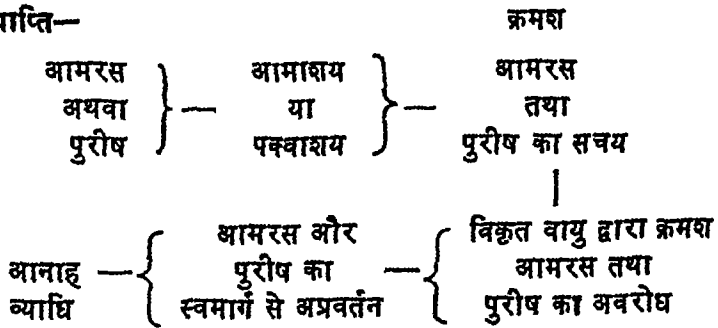 याप्ति—
क्रमश
आमरस
अथवा
पुरीष
आमाशय
या
पक्वाशय
आमरस
तथा
पुरीष का सचय
विकृत वायु द्वारा क्रमश
आमरस तथा
पुरीष का अवरोध
आमरस और
पुरीष का
स्वमार्ग से अप्रवर्तन
आनाह
व्याधि